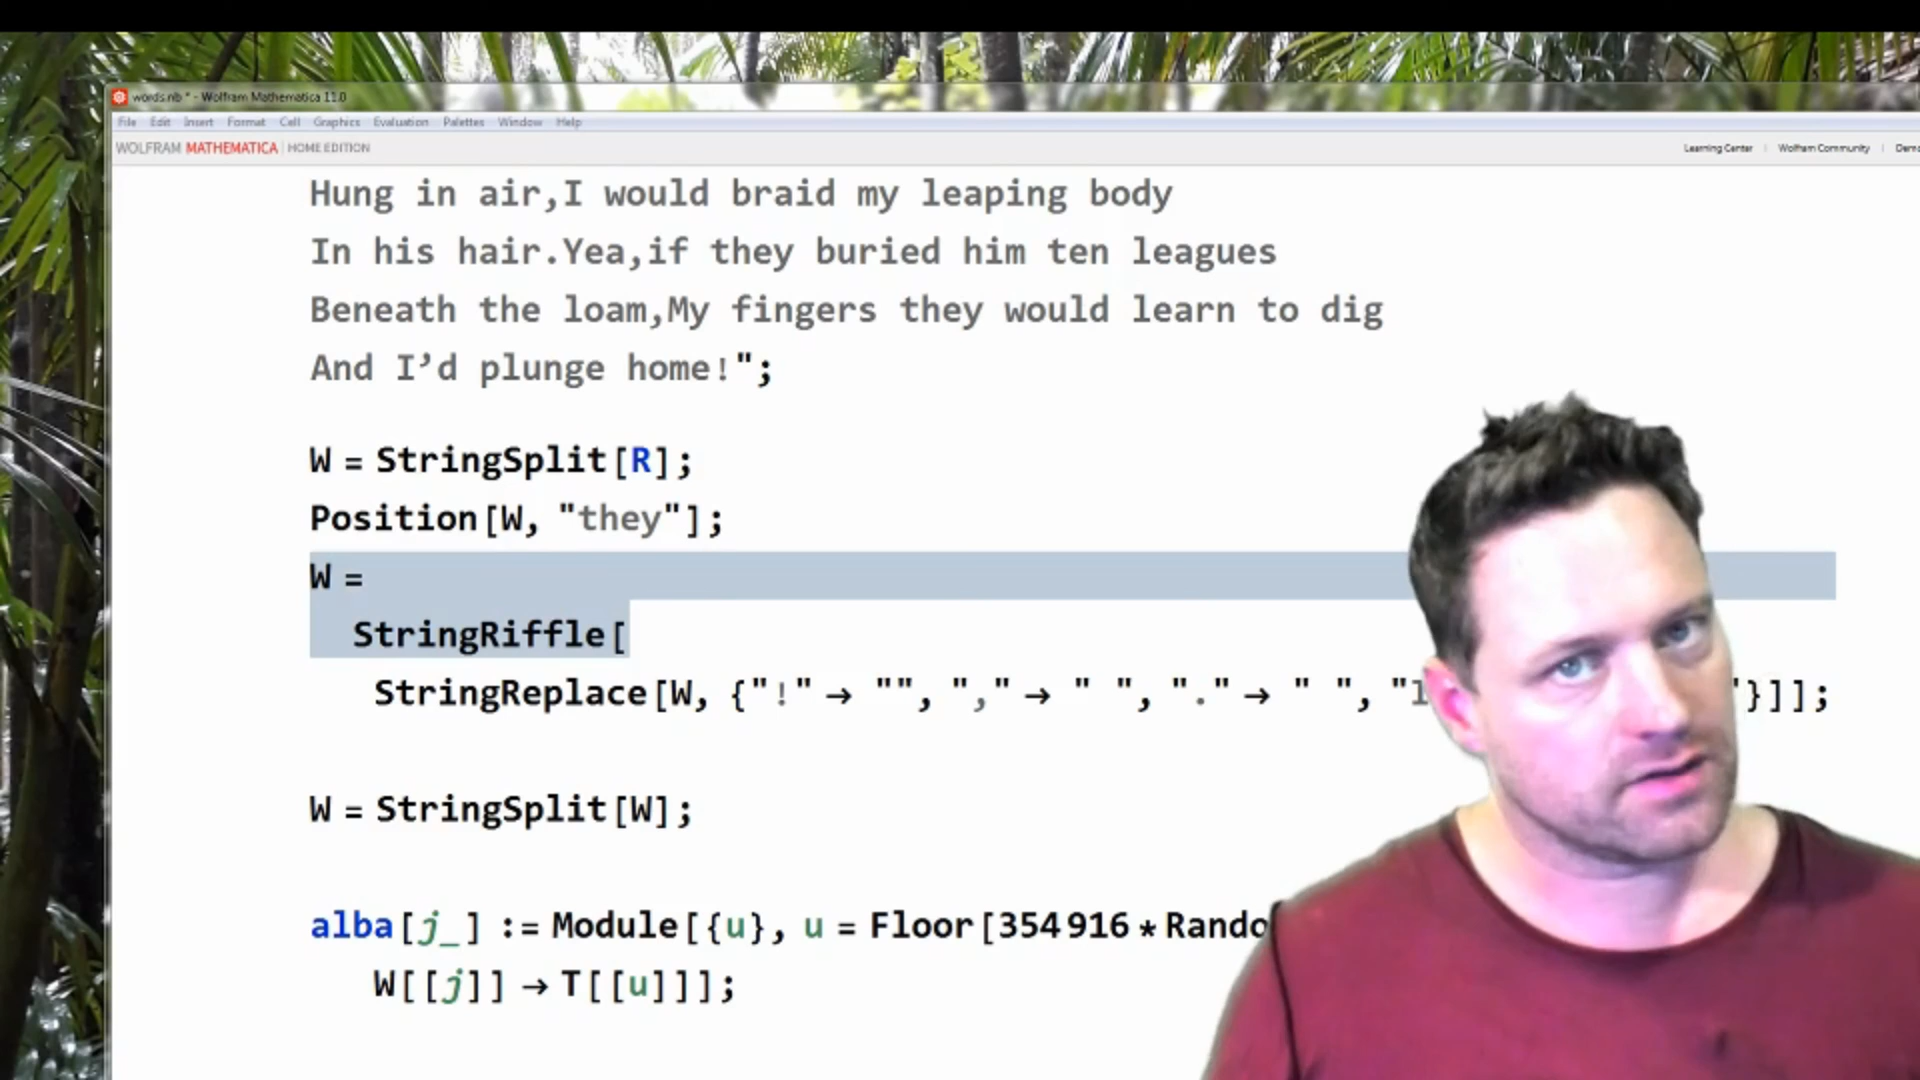 words.nb * - Wolfram Mathematica 11.0
File Edit Insert Format Cell Graphics Evaluation Palettes Window Help
WOLFRAM MATHEMATICA | HOME EDITION
Learning Center | Wolfram Community |
Hung in air,I would braid my leaping body
In his hair.Yea,if they buried him ten leagues
Beneath the loam,My fingers they would learn to dig
And I’d plunge home!";
W = StringSplit[R];
Position[W, "they"];
W =
StringRiffle[
StringReplace[W, {"!" → "", "," → " ", "." → " ", "}]];
W = StringSplit[W];
alba[j_] := Module[{u}, u = Floor[354916 * Rando
W[[j]] → T[[u]]];